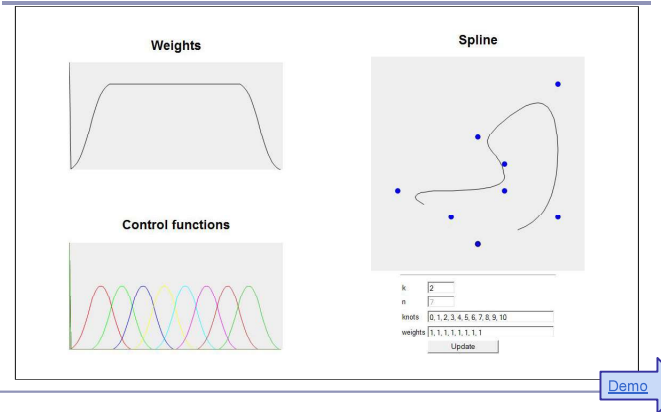 Weights
Spline
Control functions
k 2
n 7
knots 0, 1, 2, 3, 4, 5, 6, 7, 8, 9, 10
weights 1, 1, 1, 1, 1, 1, 1, 1
Update
Demo